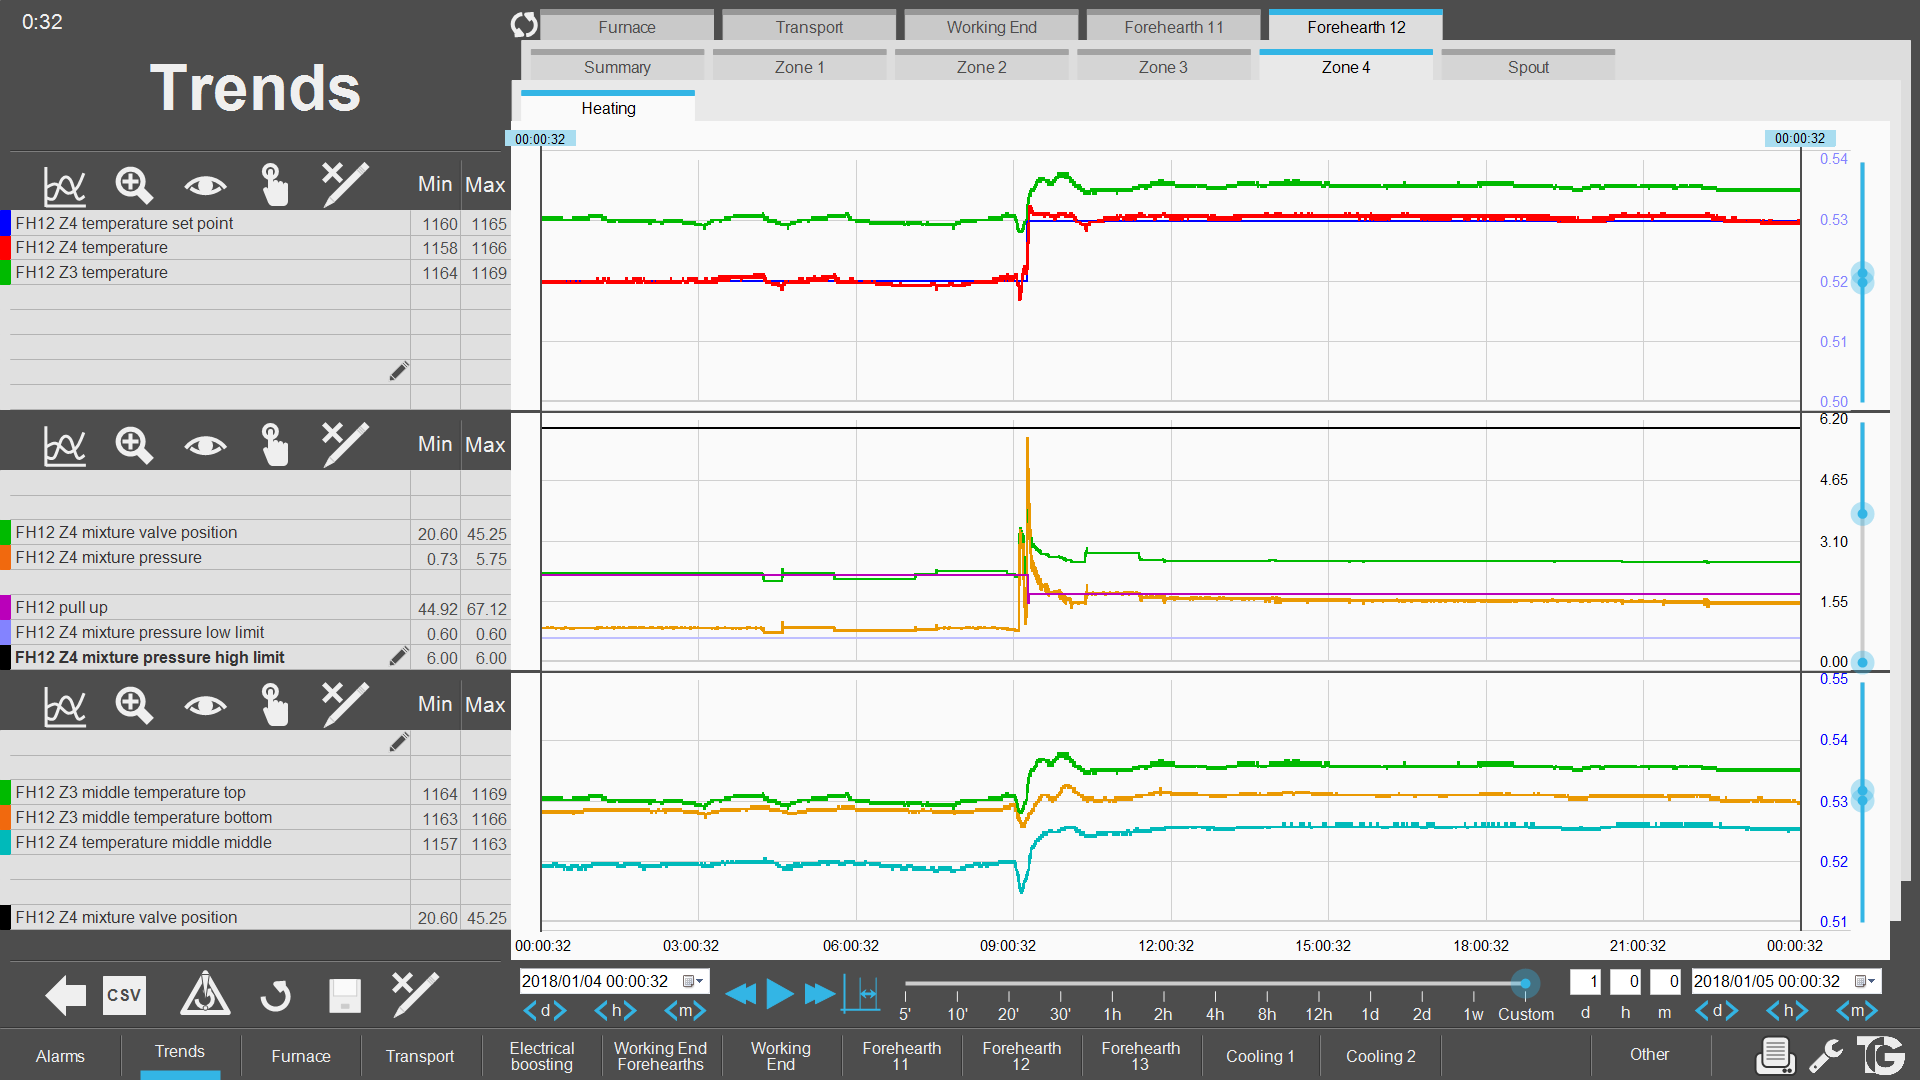 0:32
Trends
Furnace
Transport
Working End
Forehearth 11
Forehearth 12
Summary
Zone 1
Zone 2
Zone 3
Zone 4
Spout
Heating
00:00:32
00:00:32
Min Max
FH12 Z4 temperature set point 1160 1165
FH12 Z4 temperature 1158 1166
FH12 Z3 temperature 1164 1169
0.54
0.53
0.52
0.51
0.50
Min Max
FH12 Z4 mixture valve position 20.60 45.25
FH12 Z4 mixture pressure 0.73 5.75
FH12 pull up 44.92 67.12
FH12 Z4 mixture pressure low limit 0.60 0.60
FH12 Z4 mixture pressure high limit 6.00 6.00
6.20
4.65
3.10
1.55
0.00
Min Max
FH12 Z3 middle temperature top 1164 1169
FH12 Z3 middle temperature bottom 1163 1166
FH12 Z4 temperature middle middle 1157 1163
FH12 Z4 mixture valve position 20.60 45.25
0.55
0.54
0.53
0.52
0.51
00:00:32 03:00:32 06:00:32 09:00:32 12:00:32 15:00:32 18:00:32 21:00:32 00:00:32
CSV
2018/01/04 00:00:32
d h m
5' 10' 20' 30' 1h 2h 4h 8h 12h 1d 2d 1w Custom
1 0 0
d h m
2018/01/05 00:00:32
d h m
Alarms
Trends
Furnace
Transport
Electrical
boosting
Working End
Forehearths
Working
End
Forehearth
11
Forehearth
12
Forehearth
13
Cooling 1
Cooling 2
Other
TG